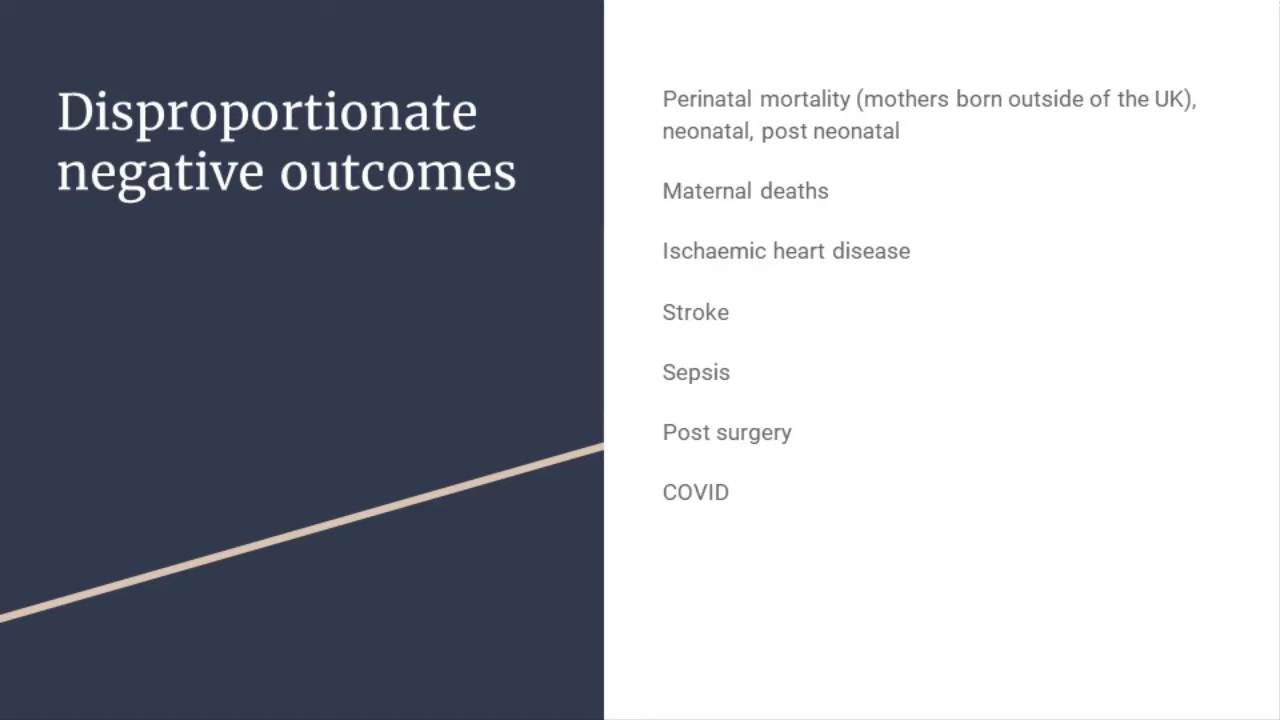 Disproportionate
negative outcomes
Perinatal mortality (mothers born outside of the UK),
neonatal, post neonatal
Maternal deaths
Ischaemic heart disease
Stroke
Sepsis
Post surgery
COVID